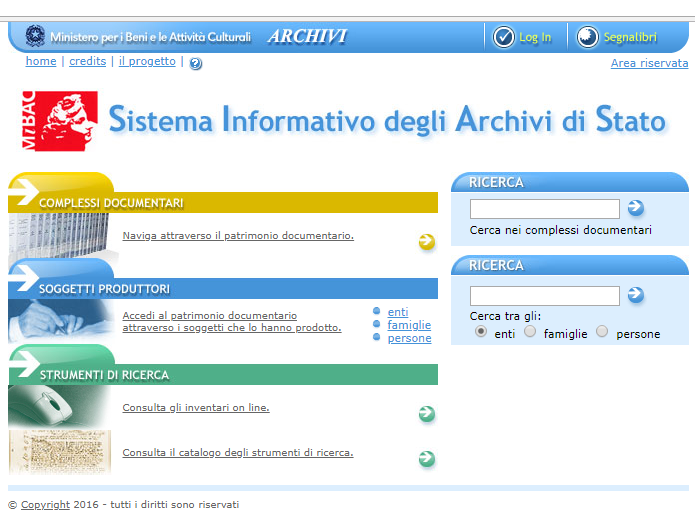 Ministero per i Beni e le Attività Culturali ARCHIVI Log In Segnalibri
home | credits | il progetto | ? Area riservata
MiBAC
Sistema Informativo degli Archivi di Stato
COMPLESSI DOCUMENTARI
Naviga attraverso il patrimonio documentario.
SOGGETTI PRODUTTORI
Accedi al patrimonio documentario
attraverso i soggetti che lo hanno prodotto.
enti
famiglie
persone
STRUMENTI DI RICERCA
Consulta gli inventari on line.
Consulta il catalogo degli strumenti di ricerca.
RICERCA
Cerca nei complessi documentari
RICERCA
Cerca tra gli:
enti famiglie persone
© Copyright 2016 - tutti i diritti sono riservati